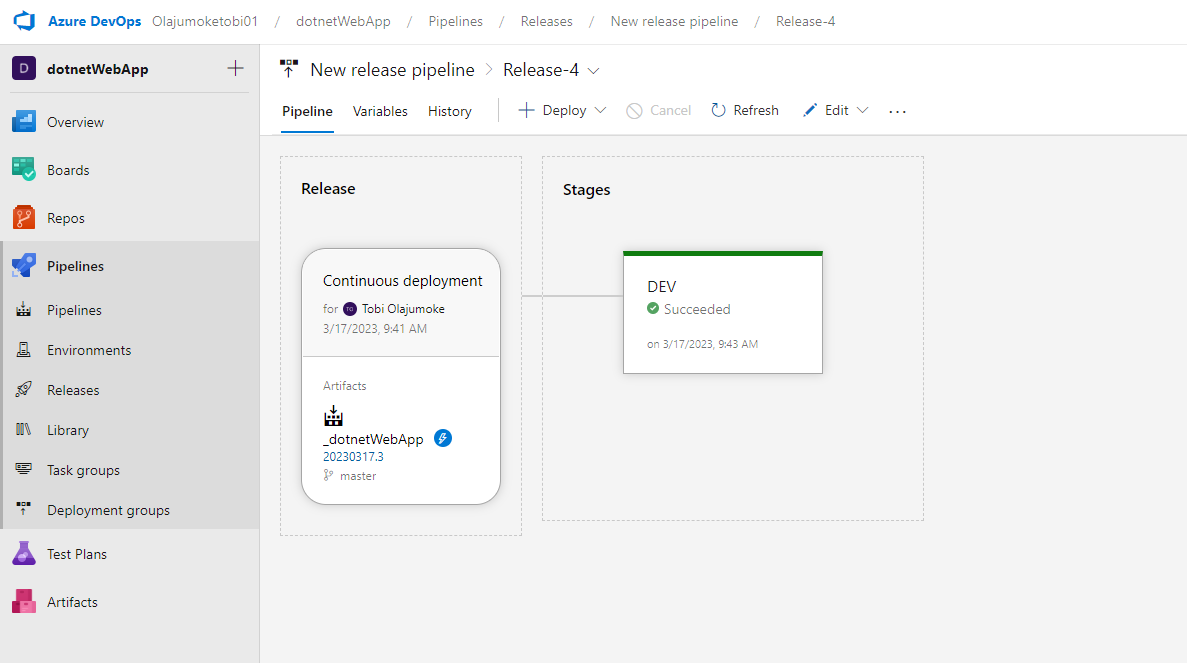 Azure DevOps Olajumoketobi01 / dotnetWebApp / Pipelines / Releases / New release pipeline / Release-4
D dotnetWebApp
Overview
Boards
Repos
Pipelines
Pipelines
Environments
Releases
Library
Task groups
Deployment groups
Test Plans
Artifacts
New release pipeline > Release-4
Pipeline Variables History Deploy Cancel Refresh Edit ...
Release
Continuous deployment
for TO Tobi Olajumoke
3/17/2023, 9:41 AM
Artifacts
_dotnetWebApp
20230317.3
master
Stages
DEV
Succeeded
on 3/17/2023, 9:43 AM